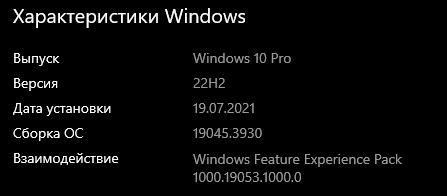 Характеристики Windows
Выпуск Windows 10 Pro
Версия 22H2
Дата установки 19.07.2021
Сборка ОС 19045.3930
Взаимодействие Windows Feature Experience Pack
1000.19053.1000.0